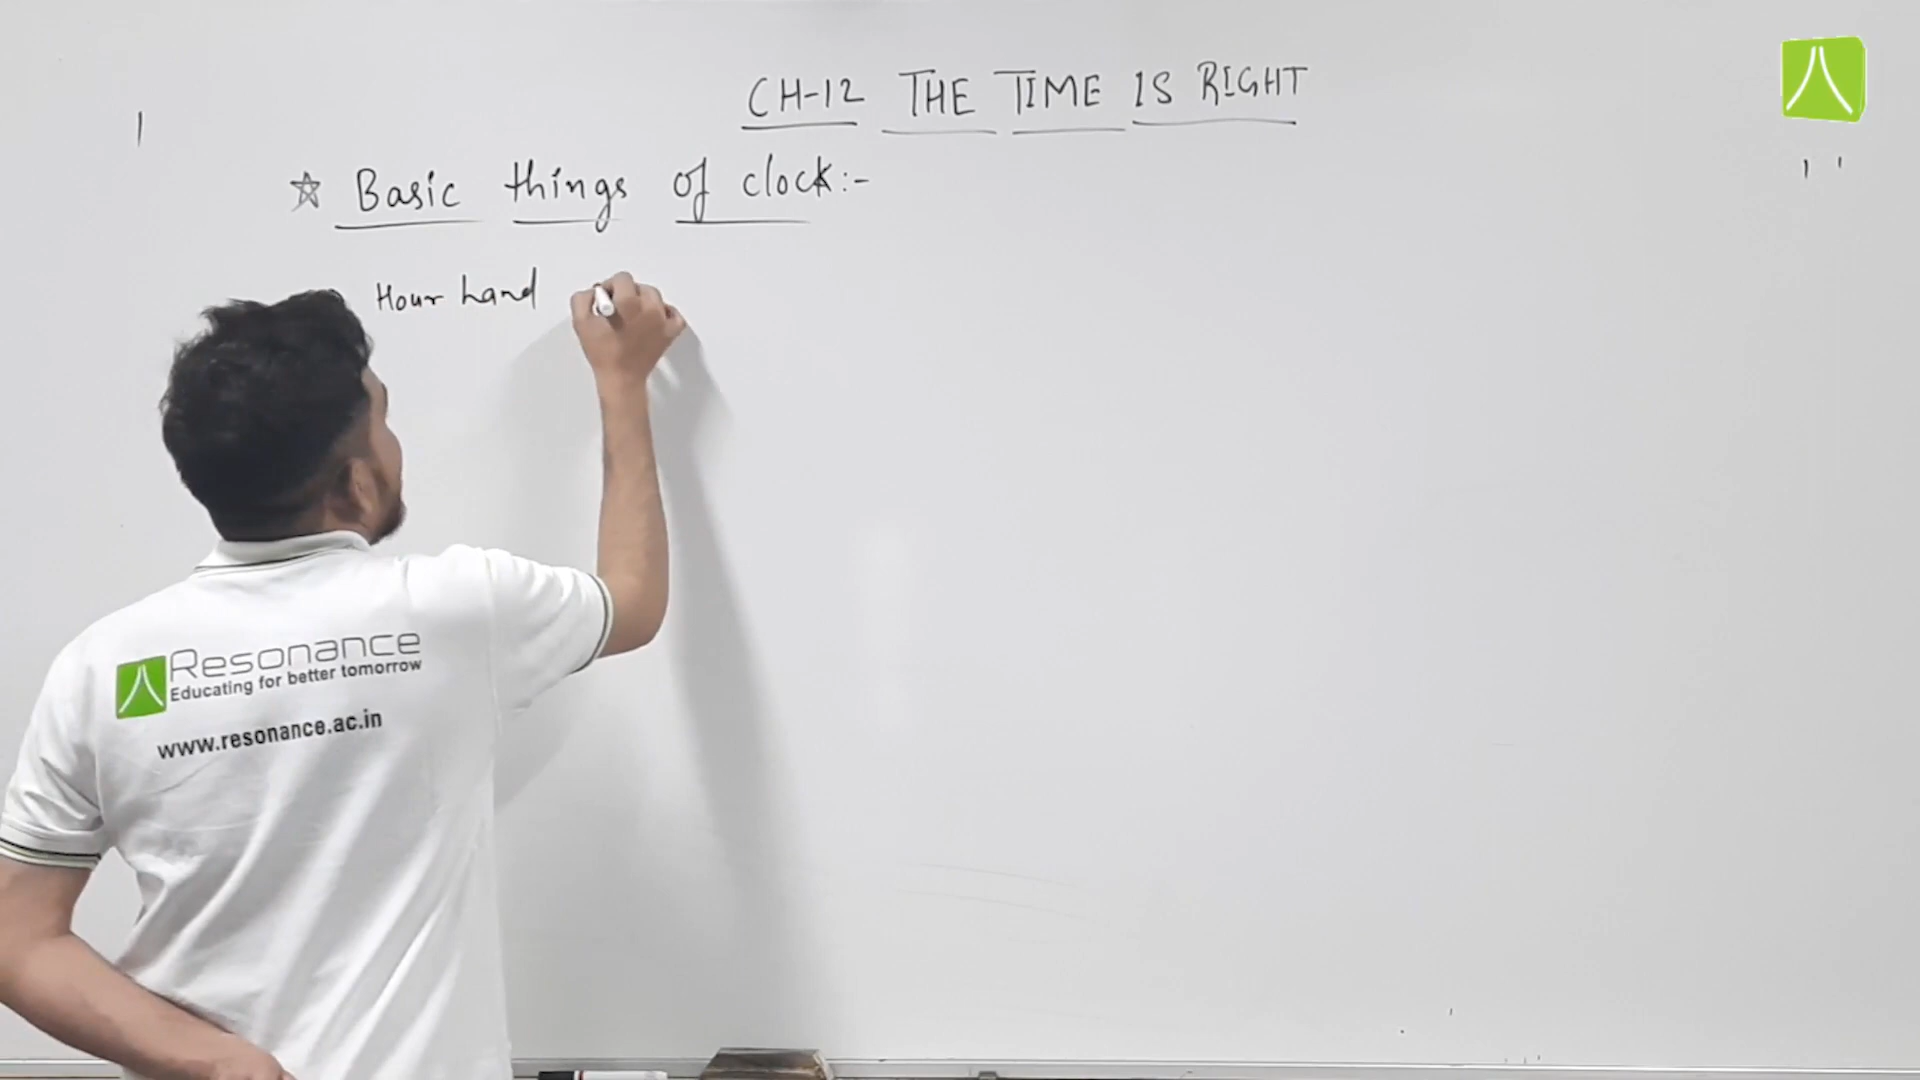 CH-12 THE TIME IS RIGHT
☆ Basic things of clock:-
Hour hand
Resonance
Educating for better tomorrow
www.resonance.ac.in